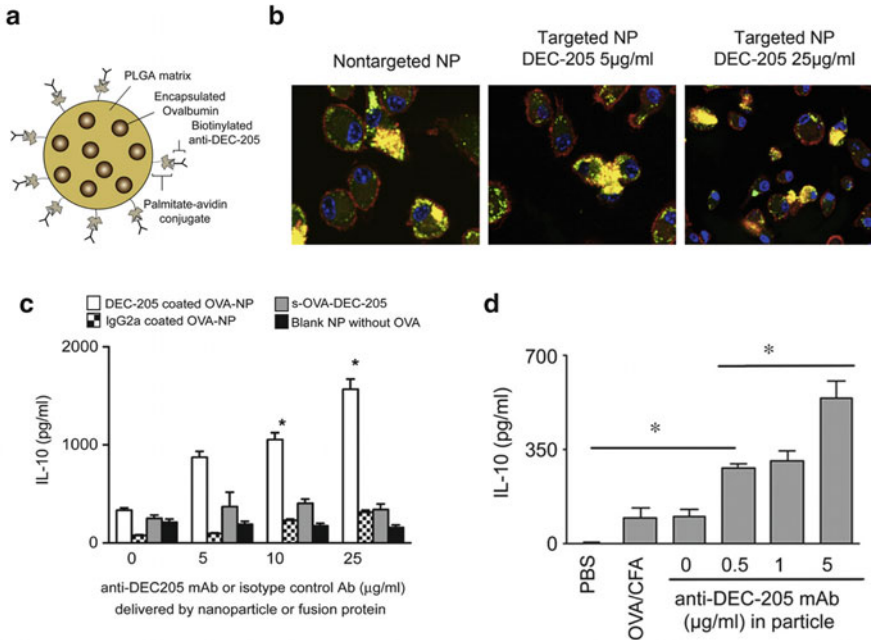 a
PLGA matrix
Encapsulated
Ovalbumin
Biotinylated
anti-DEC-205
Palmitate-avidin
conjugate
b
Nontargeted NP
Targeted NP
DEC-205 5µg/ml
Targeted NP
DEC-205 25µg/ml
c
DEC-205 coated OVA-NP
s-OVA-DEC-205
IgG2a coated OVA-NP
Blank NP without OVA
2000
1000
0
IL-10 (pg/ml)
*
*
0 5 10 25
anti-DEC205 mAb or isotype control Ab (µg/ml)
delivered by nanoparticle or fusion protein
d
700
350
0
IL-10 (pg/ml)
*
*
PBS
OVA/CFA
0 0.5 1 5
anti-DEC-205 mAb
(µg/ml) in particle